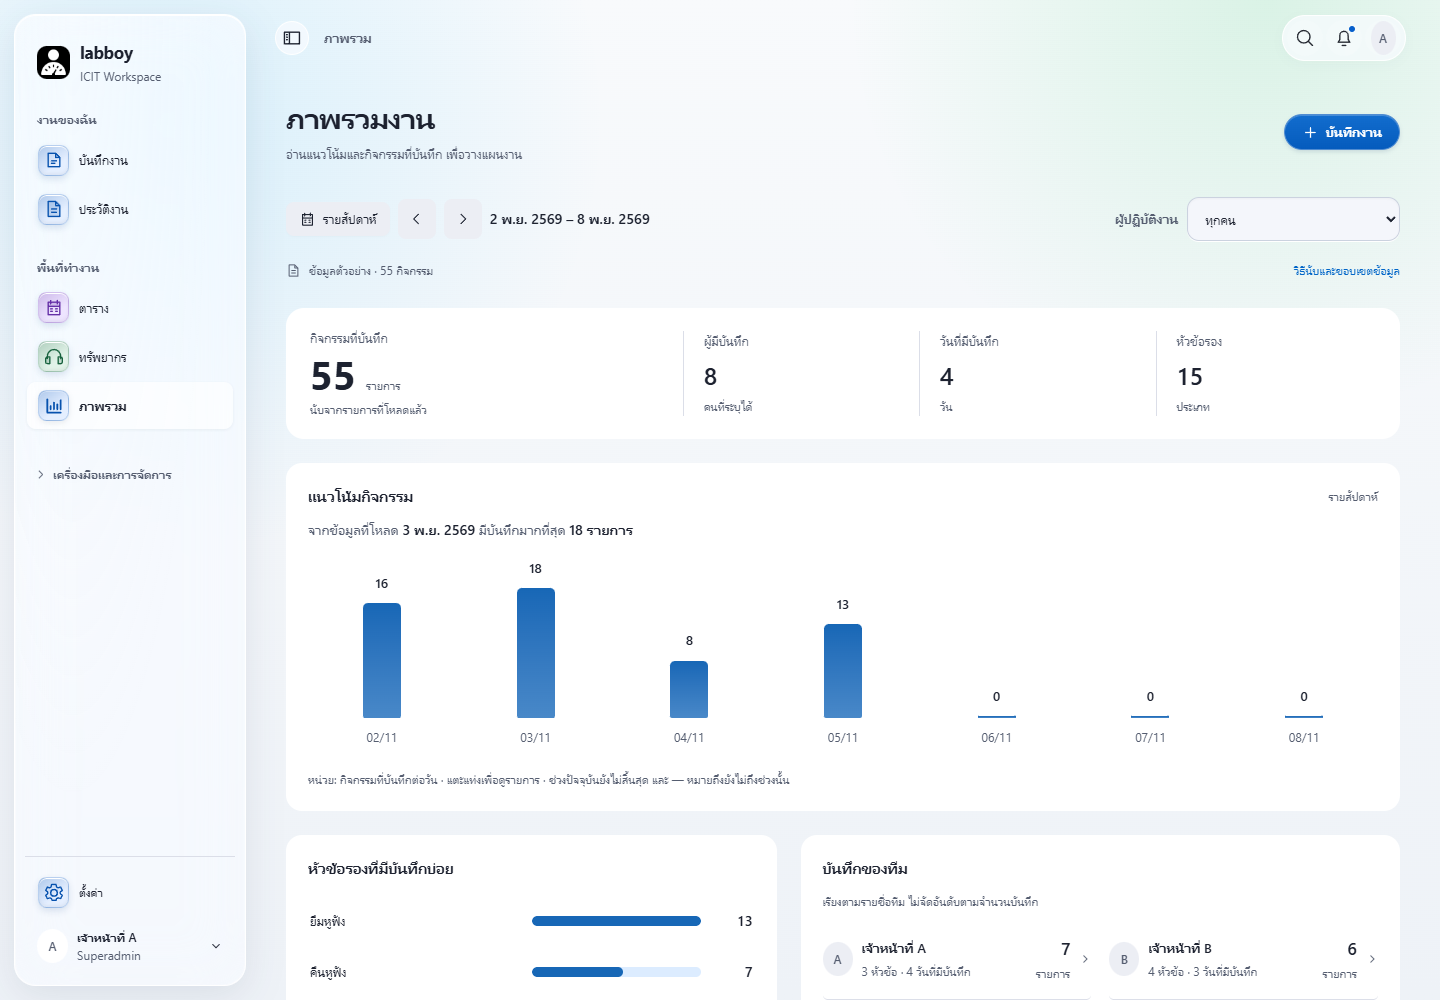 labboy
ICIT Workspace
งานของฉัน
บันทึกงาน
ประวัติงาน
พื้นที่ทำงาน
ตาราง
ทรัพยากร
ภาพรวม
เครื่องมือและการจัดการ
ตั้งค่า
A
เจ้าหน้าที่ A
Superadmin
ภาพรวม
A
ภาพรวมงาน
อ่านแนวโน้มและกิจกรรมที่บันทึก เพื่อวางแผนงาน
บันทึกงาน
รายสัปดาห์
2 พ.ย. 2569 – 8 พ.ย. 2569
ผู้ปฏิบัติงาน
ทุกคน
ข้อมูลตัวอย่าง · 55 กิจกรรม
วิธีนับและขอบเขตข้อมูล
กิจกรรมที่บันทึก
55 รายการ
นับจากรายการที่โหลดแล้ว
ผู้มีบันทึก
8
คนที่ระบุได้
วันที่มีบันทึก
4
วัน
หัวข้อรอง
15
ประเภท
แนวโน้มกิจกรรม
รายสัปดาห์
จากข้อมูลที่โหลด 3 พ.ย. 2569 มีบันทึกมากที่สุด 18 รายการ
16
18
8
13
0
0
0
02/11
03/11
04/11
05/11
06/11
07/11
08/11
หน่วย: กิจกรรมที่บันทึกต่อวัน · แตะแท่งเพื่อดูรายการ · ช่วงปัจจุบันยังไม่สิ้นสุด และ — หมายถึงยังไม่ถึงช่วงนั้น
หัวข้อรองที่มีบันทึกบ่อย
ยืมหูฟัง
13
คืนหูฟัง
7
บันทึกของทีม
เรียงตามรายชื่อทีม ไม่จัดอันดับตามจำนวนบันทึก
A
เจ้าหน้าที่ A
3 หัวข้อ · 4 วันที่มีบันทึก
7
รายการ
B
เจ้าหน้าที่ B
4 หัวข้อ · 3 วันที่มีบันทึก
6
รายการ